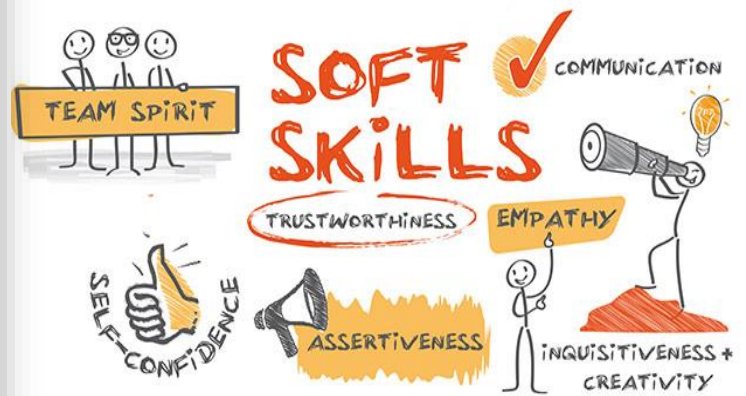 SOFT
SKiLLS
TEAM SPiRiT
COMMUNiCATiON
TRUSTWORTHiNESS
EMPATHY
SELF-CONFiDENCE
ASSERTiVENESS
iNQUiSiTiVENESS +
CREATiViTY